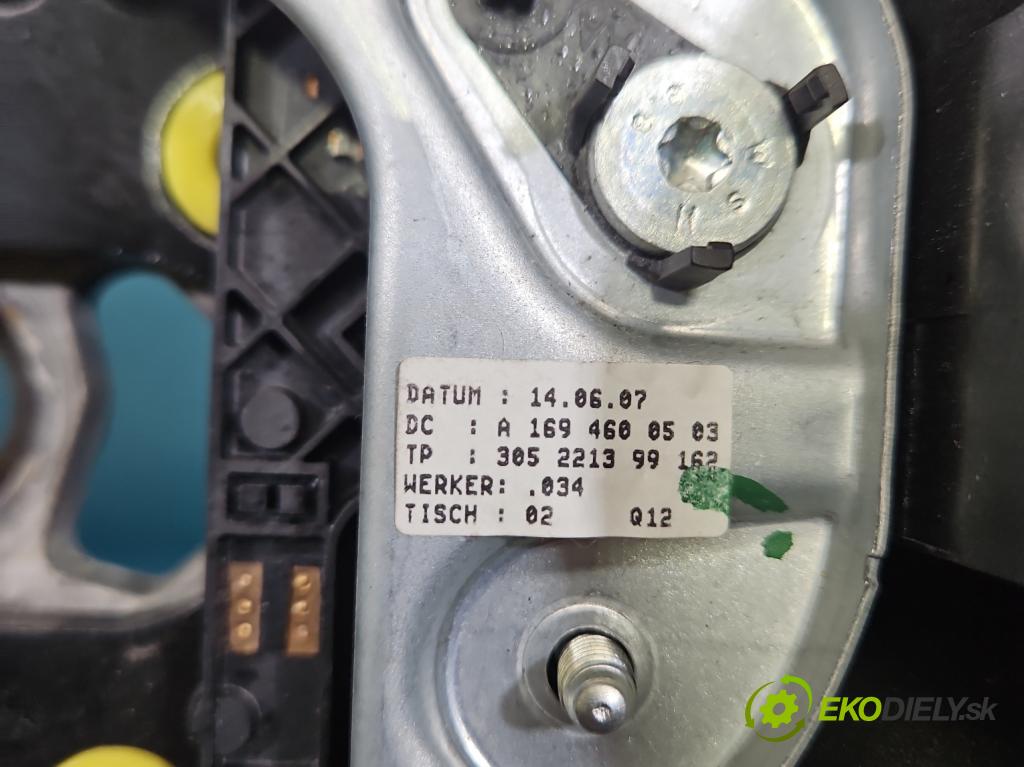 DATUM : 14.06.07
DC : A 169 460 05 03
TP : 305 2213 99 162
WERKER: .034
TISCH : 02 Q12
EKODIELY.sk